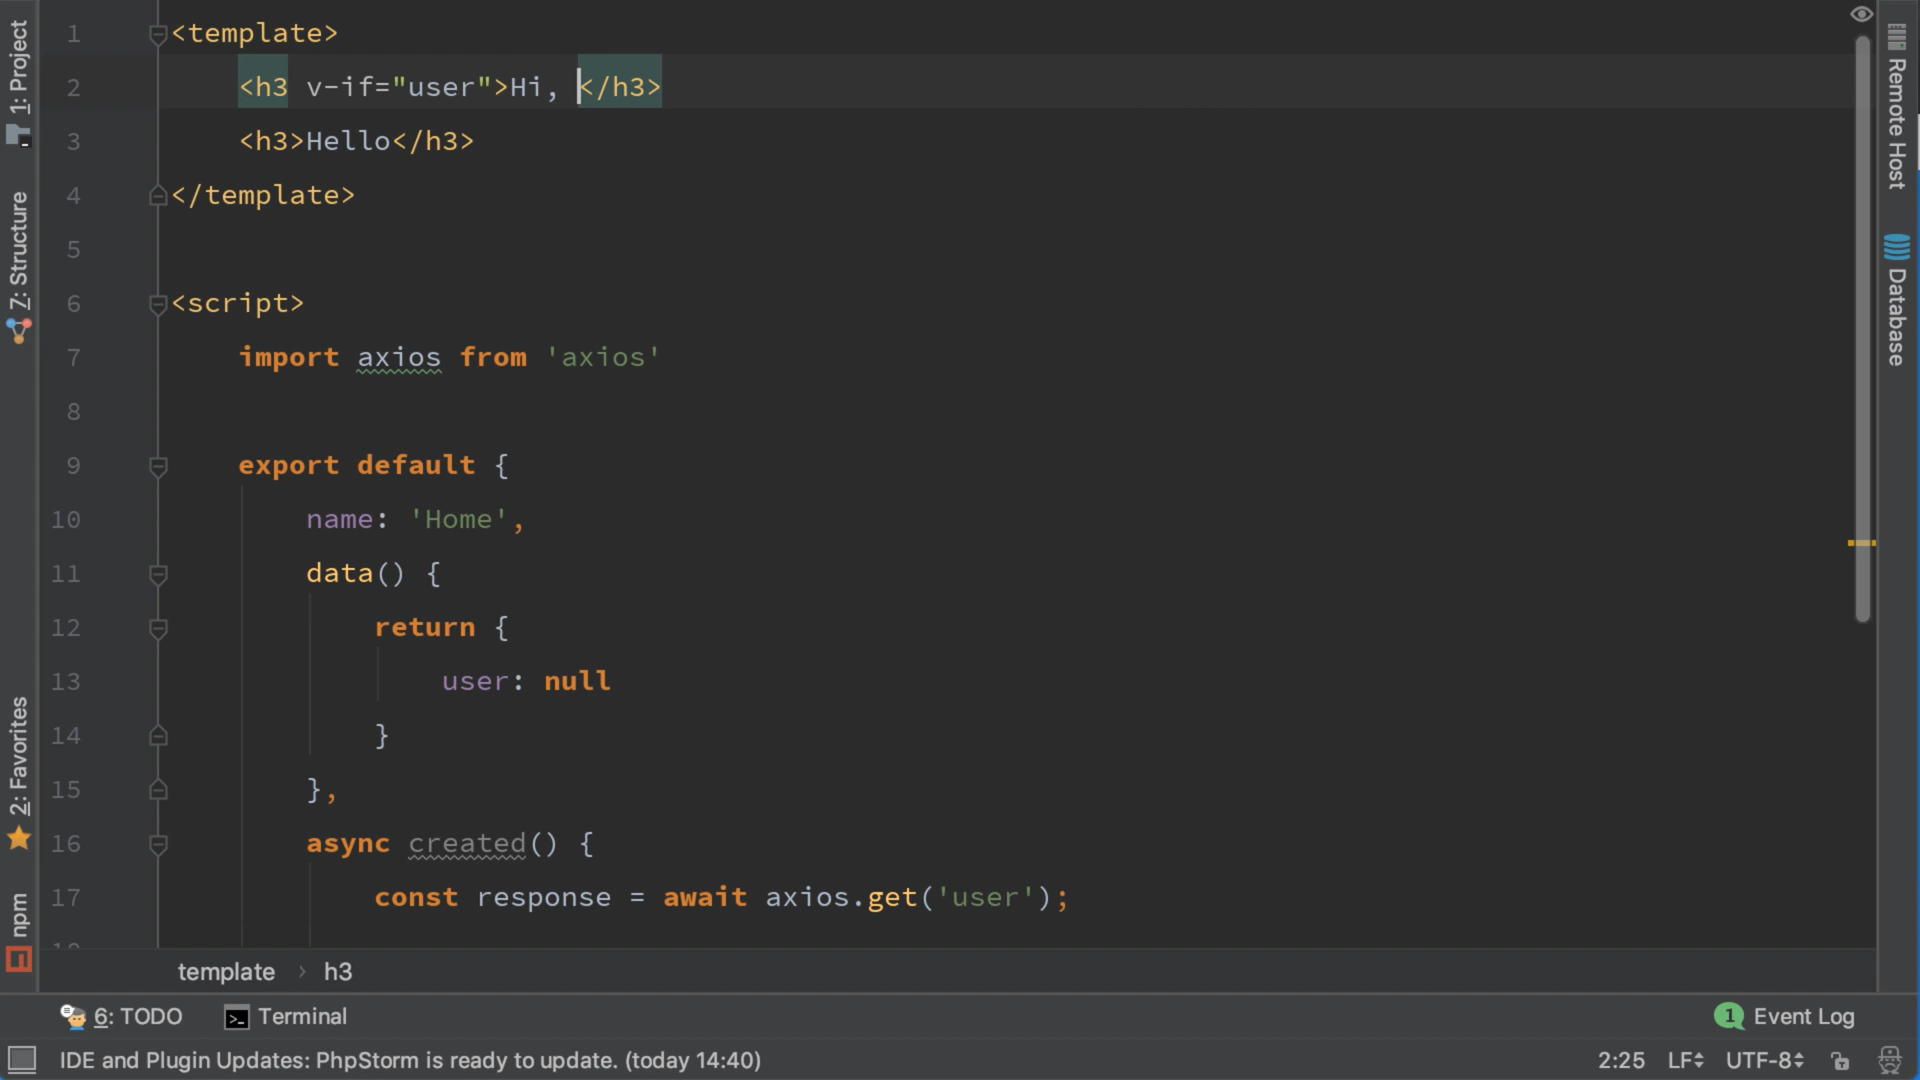 1: Project
7: Structure
2: Favorites
npm
1 <template>
2 <h3 v-if="user">Hi, </h3>
3 <h3>Hello</h3>
4 </template>
5
6 <script>
7 import axios from 'axios'
8
9 export default {
10 name: 'Home',
11 data() {
12 return {
13 user: null
14 }
15 },
16 async created() {
17 const response = await axios.get('user');
template › h3
6: TODO Terminal
1 Event Log
IDE and Plugin Updates: PhpStorm is ready to update. (today 14:40)
2:25 LF UTF-8
Remote Host
Database